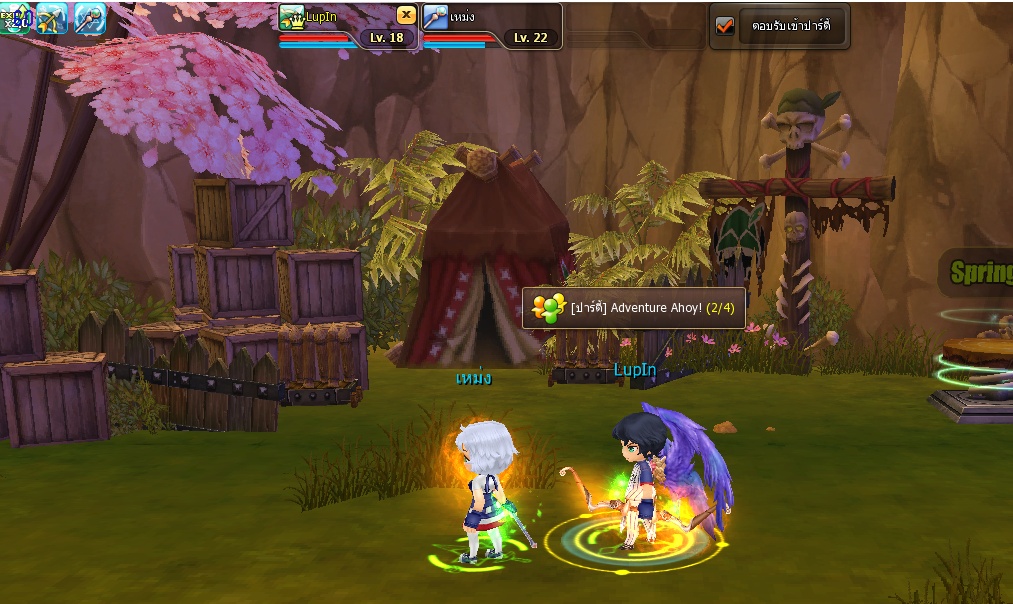 LupIn
Lv. 18
เหม่ง
Lv. 22
ตอบรับเข้าปาร์ตี้
Spring
[ปาร์ตี้] Adventure Ahoy! (2/4)
เหม่ง
LupIn